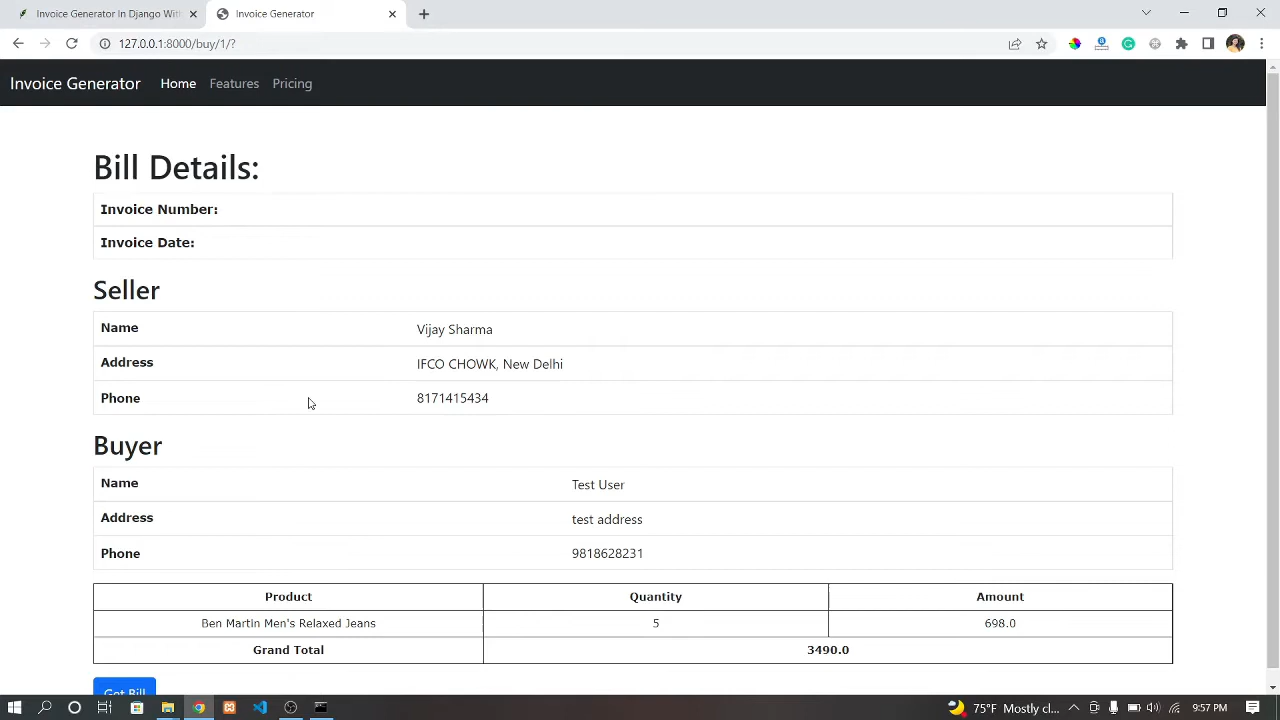 Invoice Generator In Django With
Invoice Generator
127.0.0.1:8000/buy/1/?
Invoice Generator Home Features Pricing
Bill Details:
Invoice Number:
Invoice Date:
Seller
Name Vijay Sharma
Address IFCO CHOWK, New Delhi
Phone 8171415434
Buyer
Name Test User
Address test address
Phone 9818628231
Product Quantity Amount
Ben Martin Men's Relaxed Jeans 5 698.0
Grand Total 3490.0
Get Bill
75°F Mostly cl... 9:57 PM